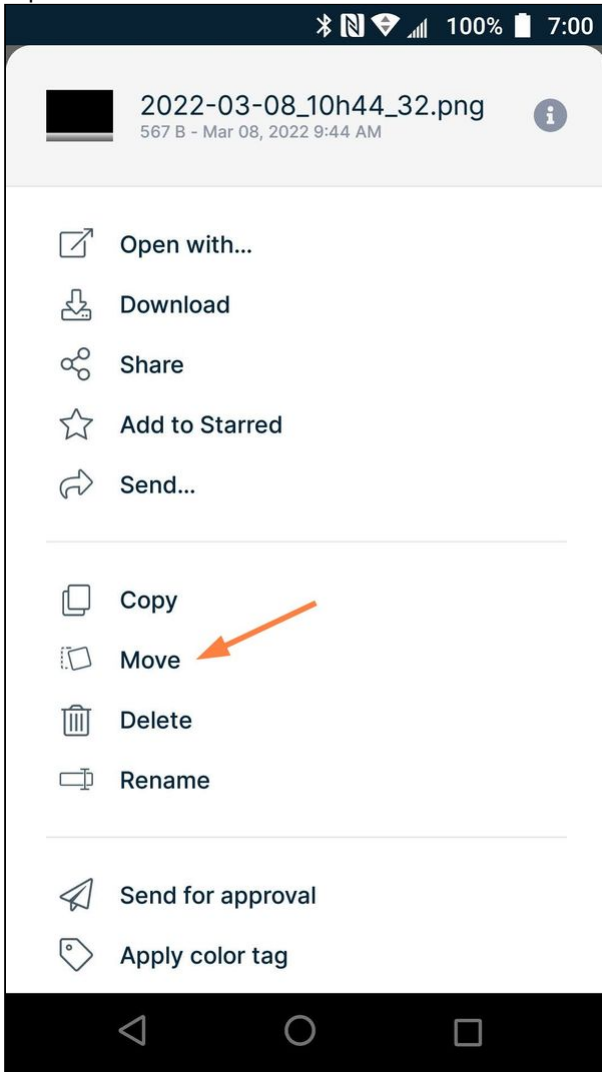 100% 7:00
2022-03-08_10h44_32.png
567 B - Mar 08, 2022 9:44 AM
Open with...
Download
Share
Add to Starred
Send...
Copy
Move
Delete
Rename
Send for approval
Apply color tag